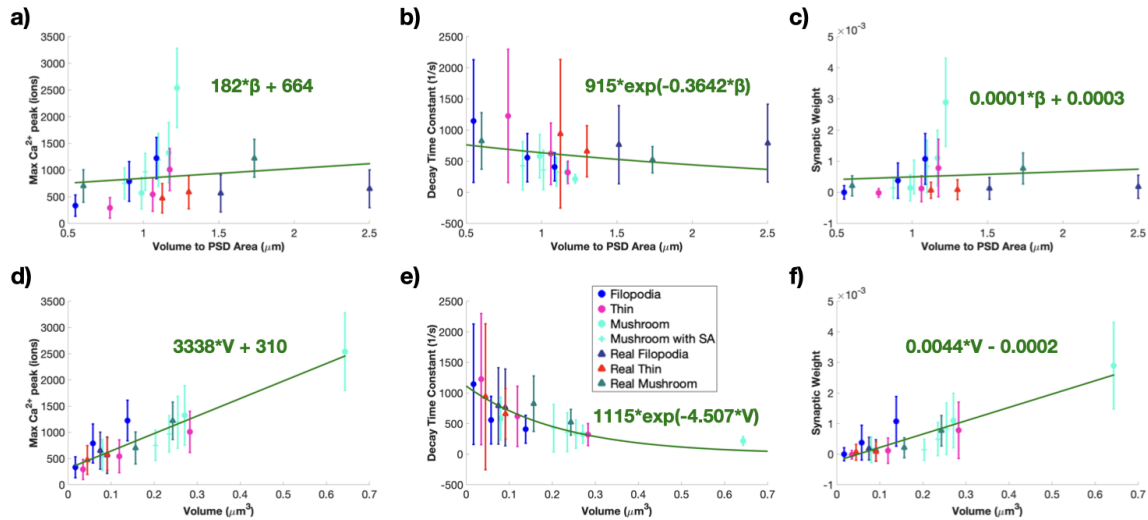 a)
3500
3000
2500
2000
1500
1000
500
0
Max Ca²⁺ peak (ions)
182*β + 664
0.5
1
1.5
2
2.5
Volume to PSD Area (μm)
b)
2500
2000
1500
1000
500
0
-500
Decay Time Constant (1/s)
915*exp(-0.3642*β)
0.5
1
1.5
2
2.5
Volume to PSD Area (μm)
c)
×10⁻³
5
4
3
2
1
0
-1
Synaptic Weight
0.0001*β + 0.0003
0.5
1
1.5
2
2.5
Volume to PSD Area (μm)
d)
3500
3000
2500
2000
1500
1000
500
0
Max Ca²⁺ peak (ions)
3338*V + 310
0
0.1
0.2
0.3
0.4
0.5
0.6
0.7
Volume (μm³)
e)
2500
2000
1500
1000
500
0
-500
Decay Time Constant (1/s)
Filopodia
Thin
Mushroom
Mushroom with SA
Real Filopodia
Real Thin
Real Mushroom
1115*exp(-4.507*V)
0
0.1
0.2
0.3
0.4
0.5
0.6
0.7
Volume (μm³)
f)
×10⁻³
5
4
3
2
1
0
-1
Synaptic Weight
0.0044*V - 0.0002
0
0.1
0.2
0.3
0.4
0.5
0.6
0.7
Volume (μm³)